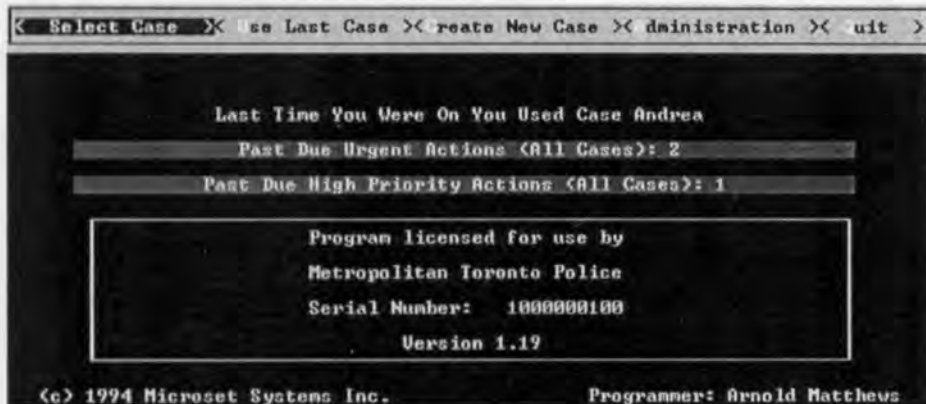 < Select Case >< se Last Case >< reate New Case >< dministration >< uit >
Last Time You Were On You Used Case Andrea
Past Due Urgent Actions (All Cases): 2
Past Due High Priority Actions (All Cases): 1
Program licensed for use by
Metropolitan Toronto Police
Serial Number: 1000000100
Version 1.19
(c) 1994 Microset Systems Inc. Programmer: Arnold Matthews